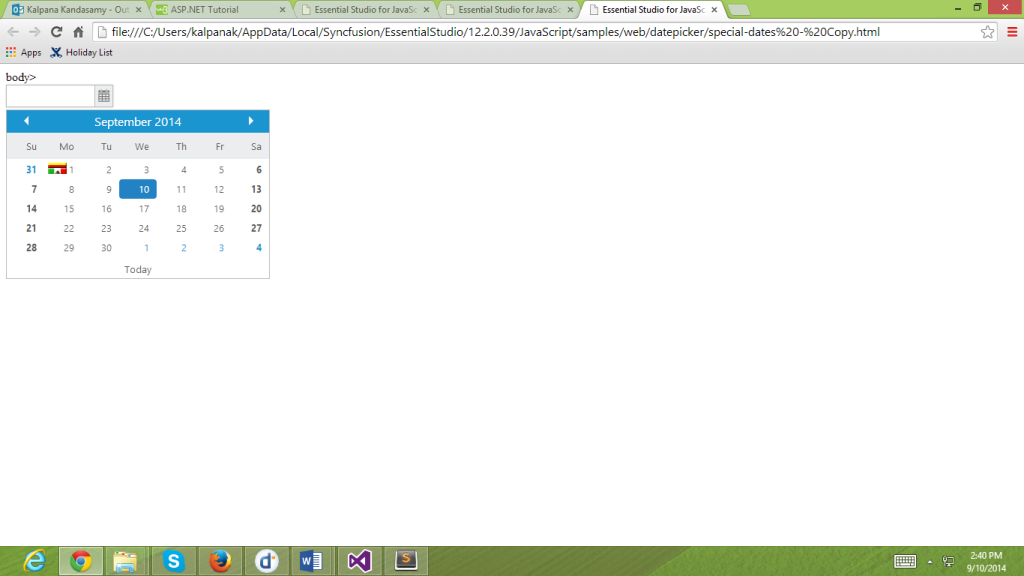 Kalpana Kandasamy - Out
ASP.NET Tutorial
Essential Studio for JavaSc
Essential Studio for JavaSc
Essential Studio for JavaSc
file:///C:/Users/kalpanak/AppData/Local/Syncfusion/EssentialStudio/12.2.0.39/JavaScript/samples/web/datepicker/special-dates%20-%20Copy.html
Apps Holiday List
body>
September 2014
Su Mo Tu We Th Fr Sa
31 1 2 3 4 5 6
7 8 9 10 11 12 13
14 15 16 17 18 19 20
21 22 23 24 25 26 27
28 29 30 1 2 3 4
Today
2:40 PM
9/10/2014